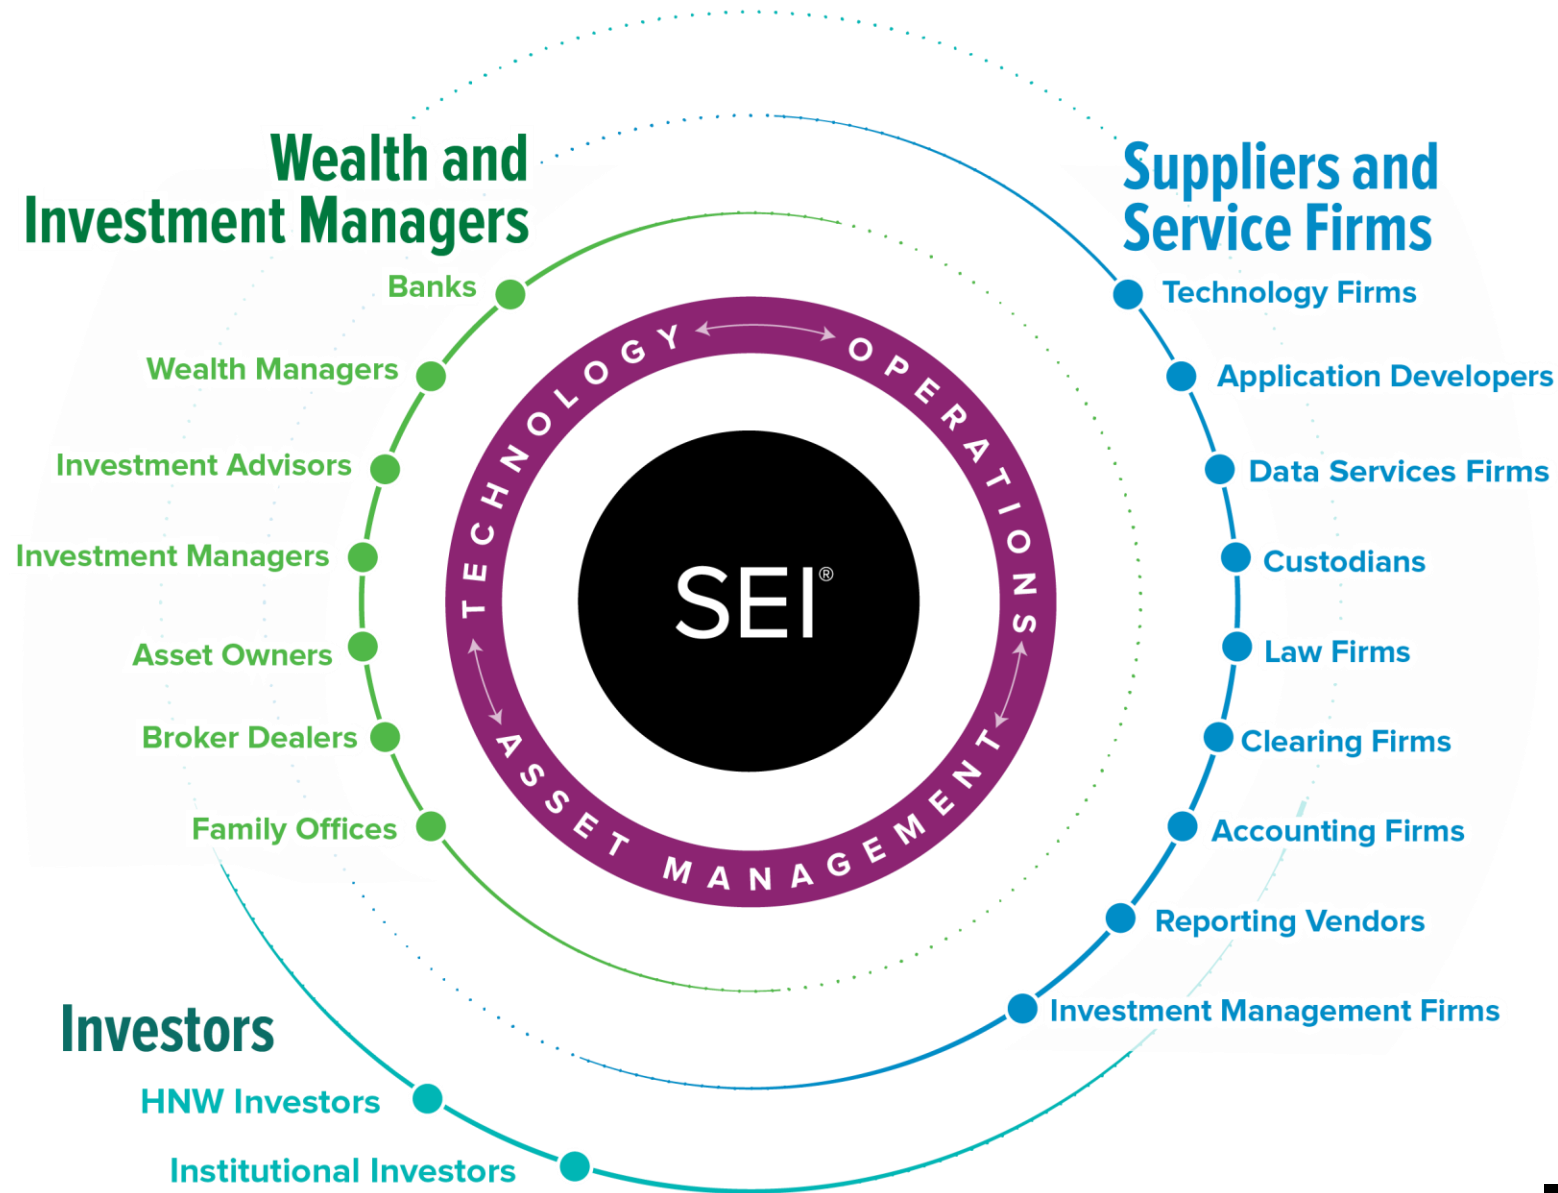 Wealth and
Investment Managers
Banks
Wealth Managers
Investment Advisors
Investment Managers
Asset Owners
Broker Dealers
Family Offices
Investors
HNW Investors
Institutional Investors
TECHNOLOGY
OPERATIONS
ASSET MANAGEMENT
SEI®
Suppliers and
Service Firms
Technology Firms
Application Developers
Data Services Firms
Custodians
Law Firms
Clearing Firms
Accounting Firms
Reporting Vendors
Investment Management Firms